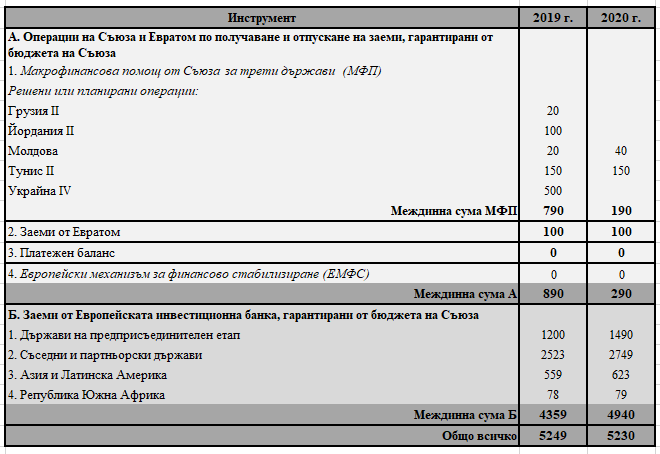 Инструмент 2019 г. 2020 г.
А. Операции на Съюза и Евратом по получаване и отпускане на заеми, гарантирани от
бюджета на Съюза
1. Макрофинансова помощ от Съюза за трети държави (МФП)
Решени или планирани операции:
Грузия II 20
Йордания II 100
Молдова 20 40
Тунис II 150 150
Украйна IV 500
Междинна сума МФП 790 190
2. Заеми от Евратом 100 100
3. Платежен баланс 0 0
4. Европейски механизъм за финансово стабилизиране (ЕМФС) 0 0
Междинна сума А 890 290
Б. Заеми от Европейската инвестиционна банка, гарантирани от бюджета на Съюза
1. Държави на предприсъединителен етап 1200 1490
2. Съседни и партньорски държави 2523 2749
3. Азия и Латинска Америка 559 623
4. Република Южна Африка 78 79
Междинна сума Б 4359 4940
Общо всичко 5249 5230